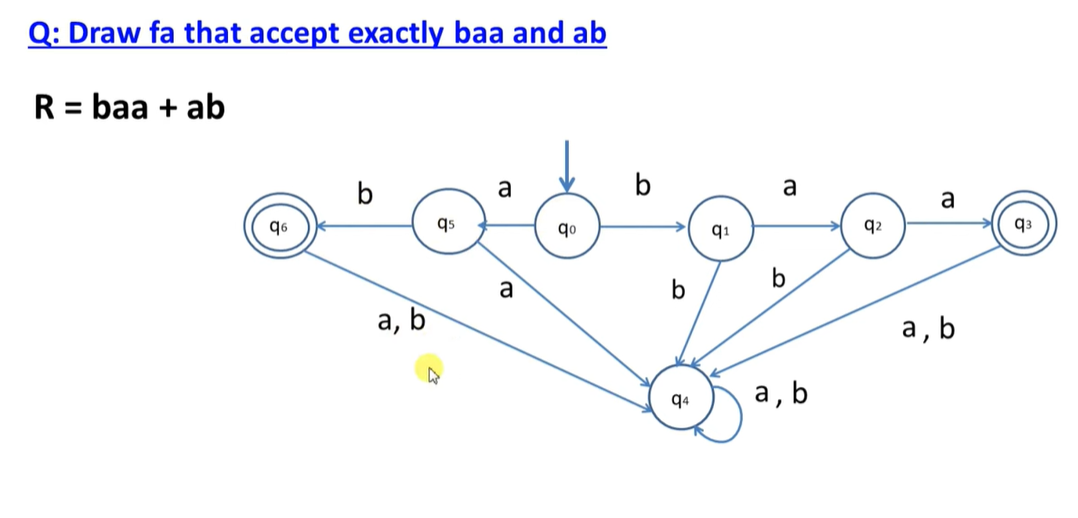 Q: Draw fa that accept exactly baa and ab
R = baa + ab
b a b a a
q6 q5 q0 q1 q2 q3
a b b
a, b a , b
q4 a , b